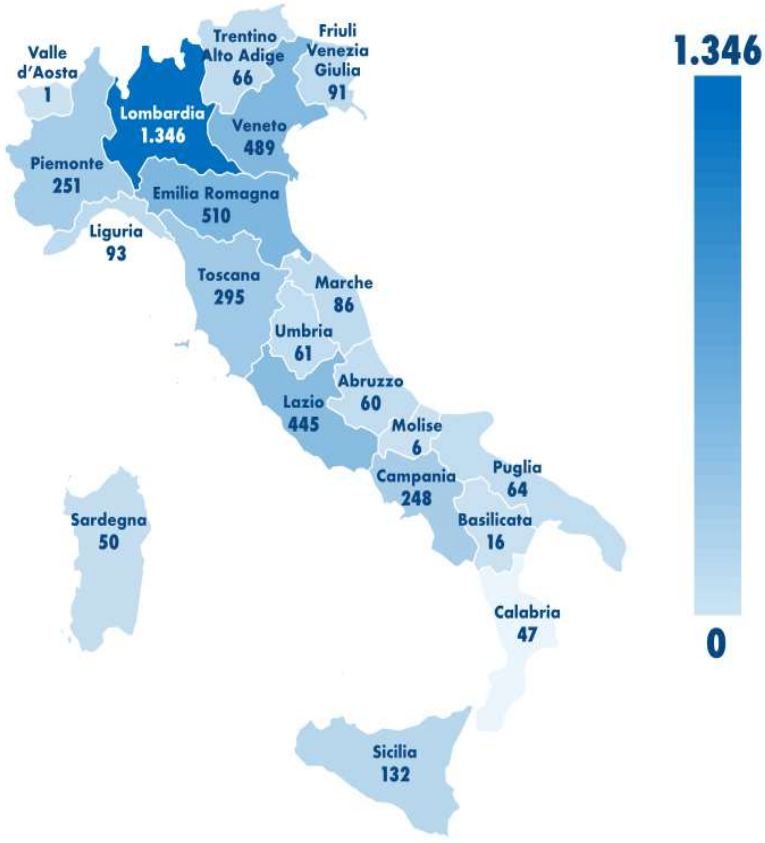 Valle
d'Aosta
1
Trentino
Alto Adige
66
Friuli
Venezia
Giulia
91
1.346
Lombardia
1.346
Veneto
489
Piemonte
251
Emilia Romagna
510
Liguria
93
Toscana
295
Marche
86
Umbria
61
Abruzzo
60
Lazio
445
Molise
6
Campania
248
Puglia
64
Basilicata
16
Sardegna
50
Calabria
47
0
Sicilia
132